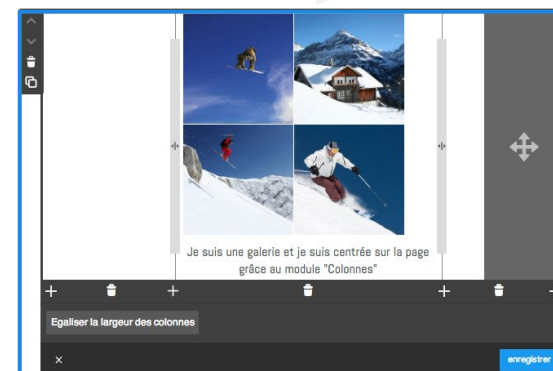 Je suis une galerie et je suis centrée sur la page
grâce au module "Colonnes"
Egaliser la largeur des colonnes
enregistrer